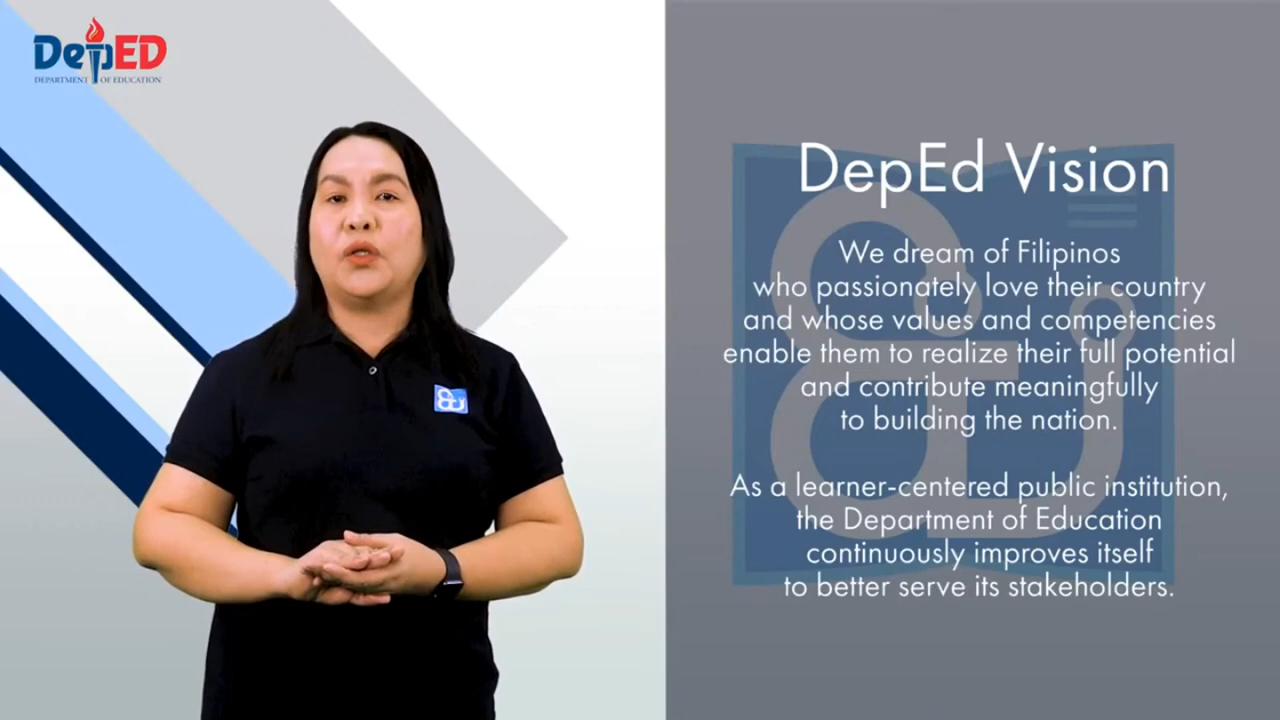 DepED
DEPARTMENT OF EDUCATION
DepEd Vision
We dream of Filipinos
who passionately love their country
and whose values and competencies
enable them to realize their full potential
and contribute meaningfully
to building the nation.
As a learner-centered public institution,
the Department of Education
continuously improves itself
to better serve its stakeholders.